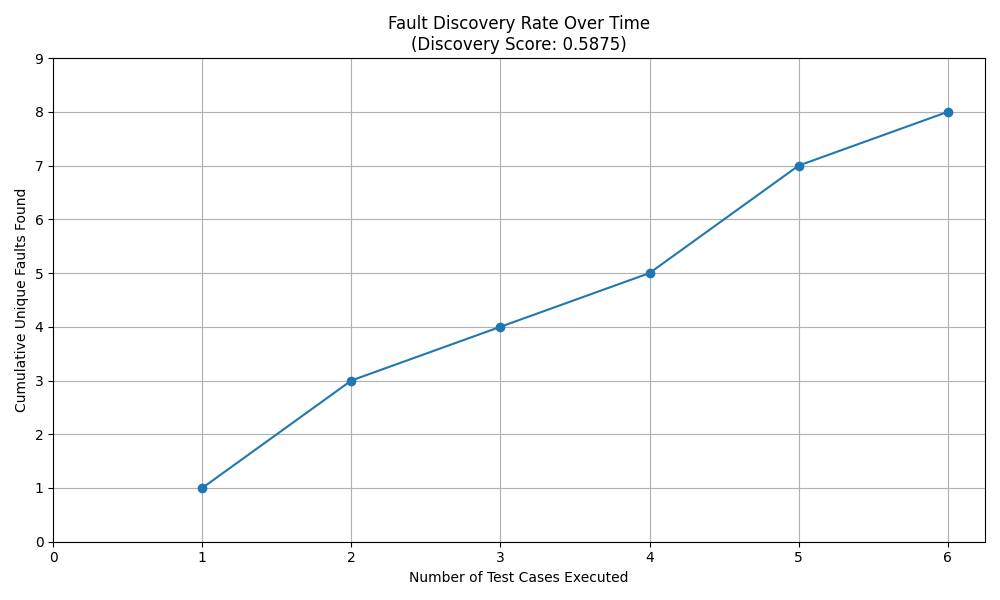 Fault Discovery Rate Over Time
(Discovery Score: 0.5875)
9
8
7
6
5
4
3
2
1
0
Cumulative Unique Faults Found
0 1 2 3 4 5 6
Number of Test Cases Executed